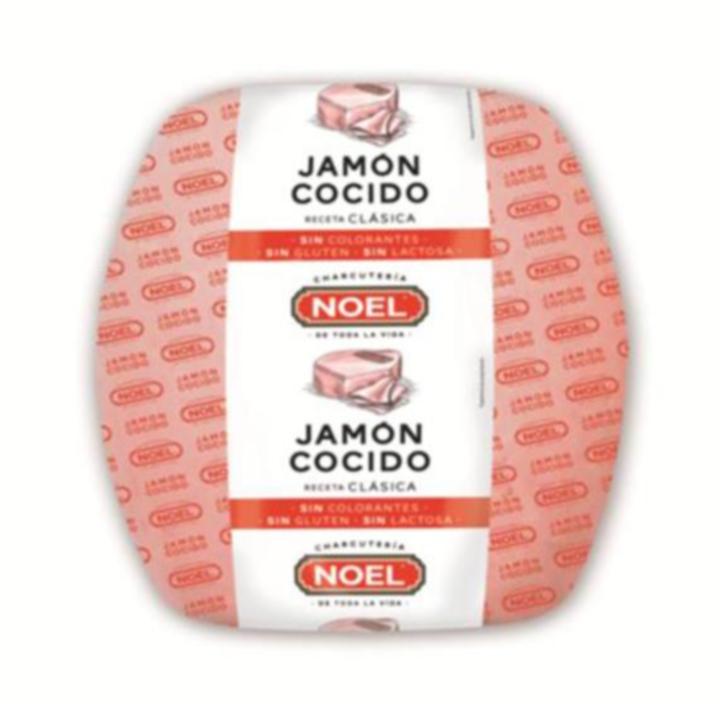 JAMÓN
COCIDO
RECETA CLÁSICA
· SIN COLORANTES ·
· SIN GLUTEN · SIN LACTOSA ·
CHARCUTERÍA
NOEL
· DE TODA LA VIDA ·
JAMÓN
COCIDO
RECETA CLÁSICA
· SIN COLORANTES ·
· SIN GLUTEN · SIN LACTOSA ·
CHARCUTERÍA
NOEL
· DE TODA LA VIDA ·